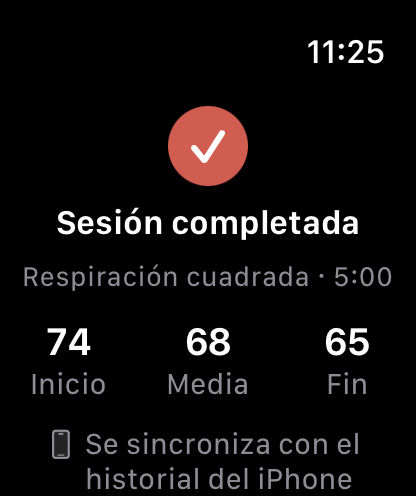 11:25
Sesión completada
Respiración cuadrada · 5:00
74 68 65
Inicio Media Fin
Se sincroniza con el
historial del iPhone